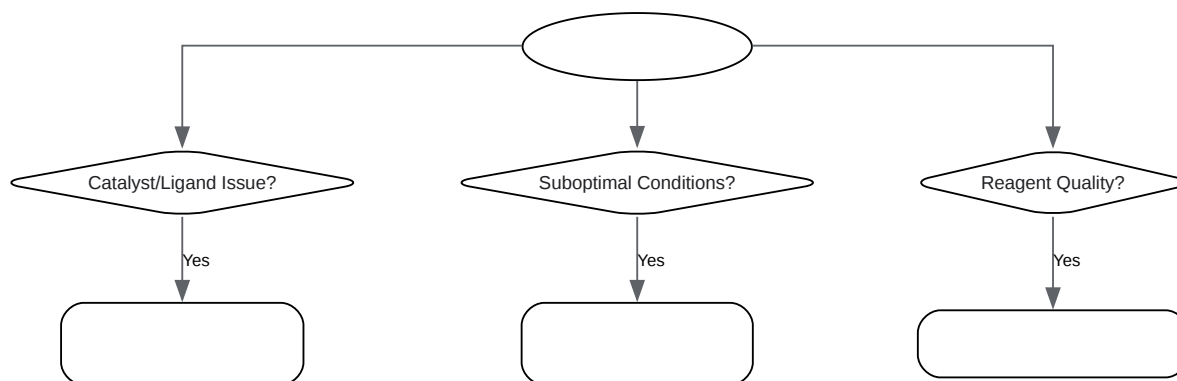 Catalyst/Ligand Issue?
Suboptimal Conditions?
Reagent Quality?
Yes
Yes
Yes